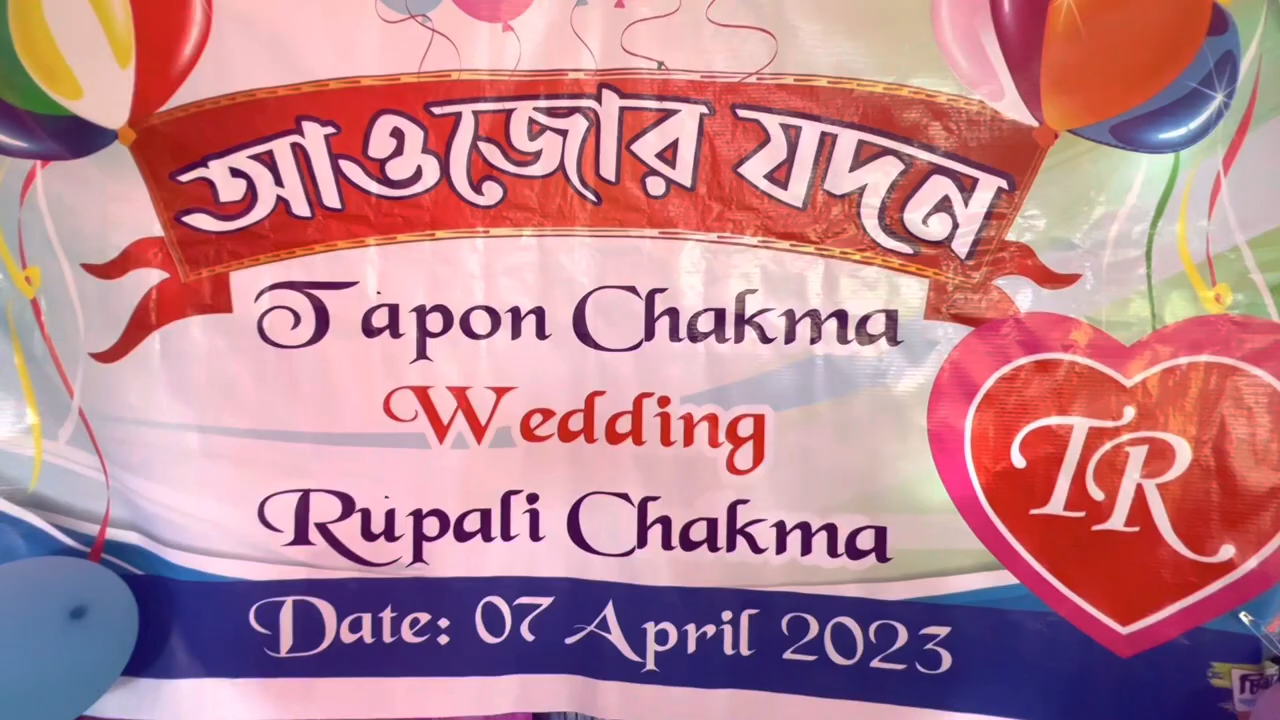 আওজোর যদন
Tapon Chakma
Wedding
Rupali Chakma
TR
Date: 07 April 2023